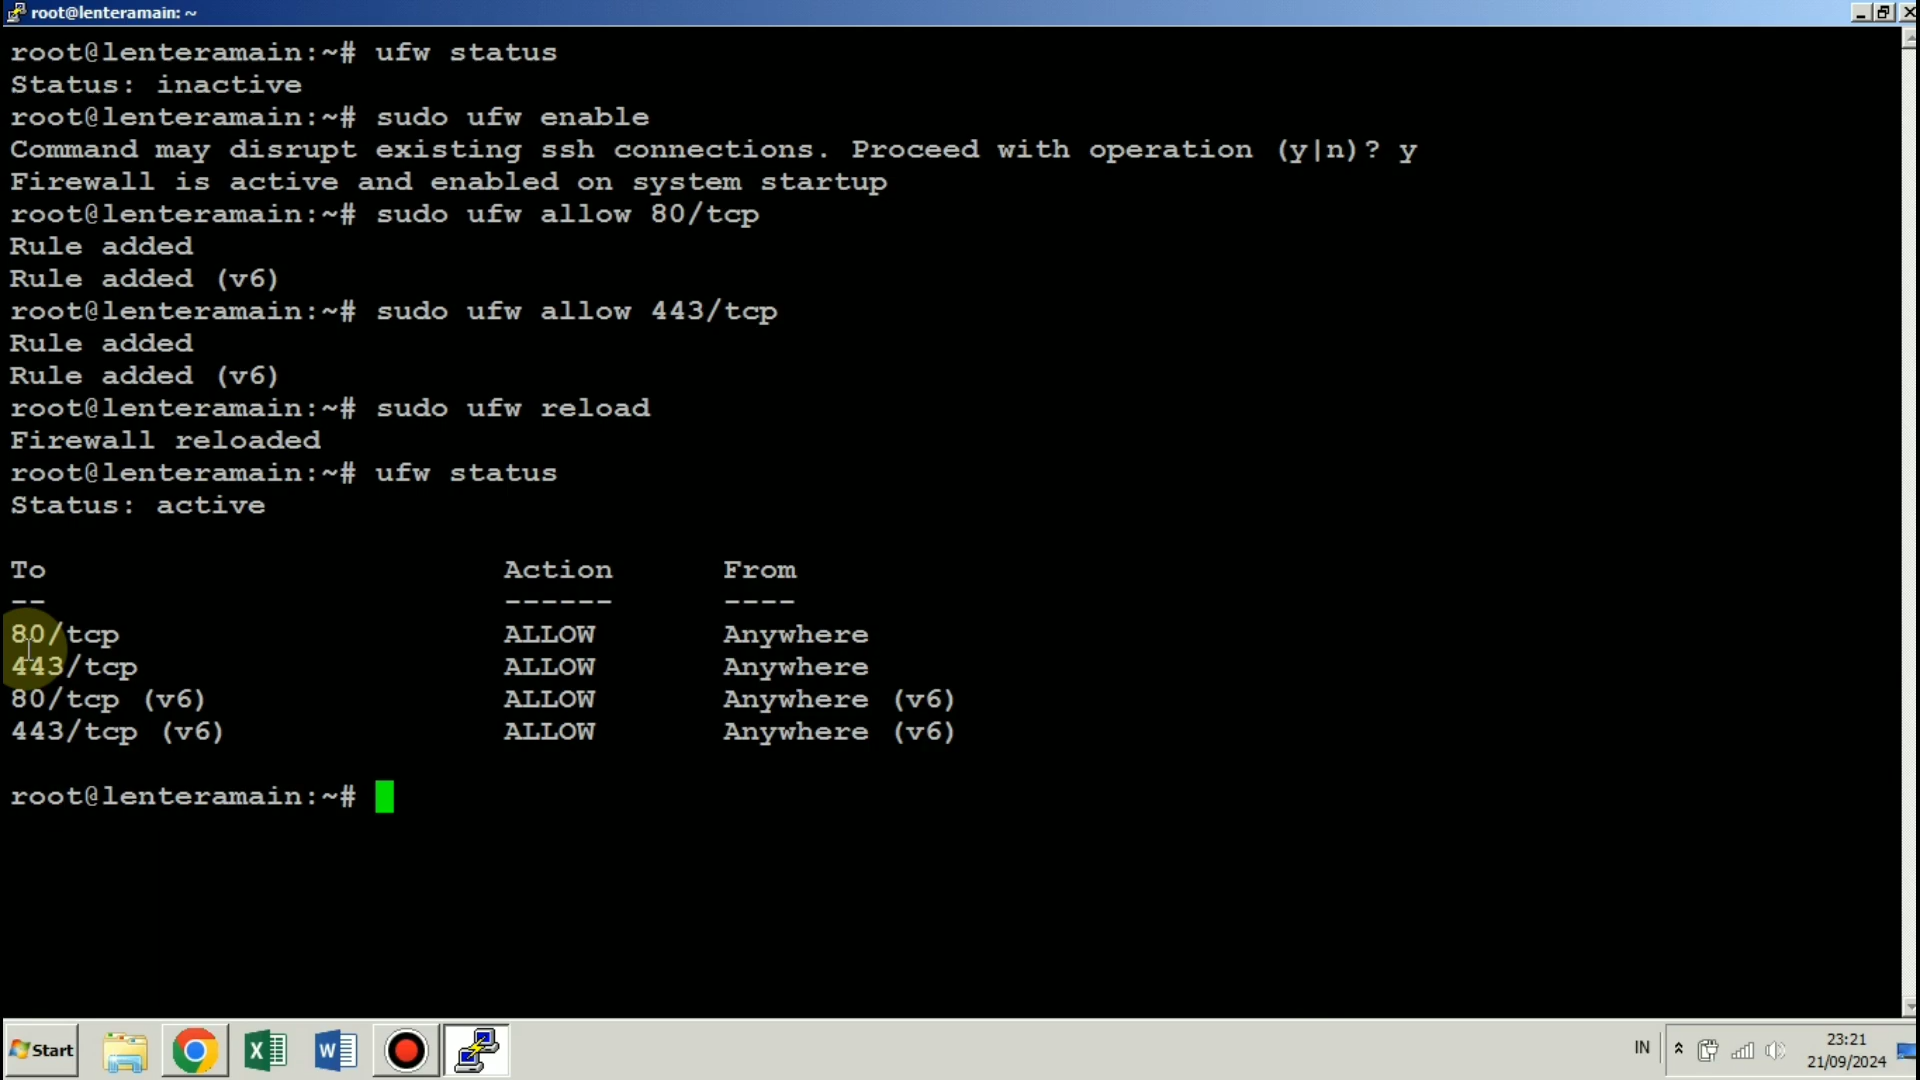 root@lenteramain: ~
root@lenteramain:~# ufw status
Status: inactive
root@lenteramain:~# sudo ufw enable
Command may disrupt existing ssh connections. Proceed with operation (y|n)? y
Firewall is active and enabled on system startup
root@lenteramain:~# sudo ufw allow 80/tcp
Rule added
Rule added (v6)
root@lenteramain:~# sudo ufw allow 443/tcp
Rule added
Rule added (v6)
root@lenteramain:~# sudo ufw reload
Firewall reloaded
root@lenteramain:~# ufw status
Status: active
To Action From
-- ------ ----
80/tcp ALLOW Anywhere
443/tcp ALLOW Anywhere
80/tcp (v6) ALLOW Anywhere (v6)
443/tcp (v6) ALLOW Anywhere (v6)
root@lenteramain:~#
Start
IN
23:21
21/09/2024